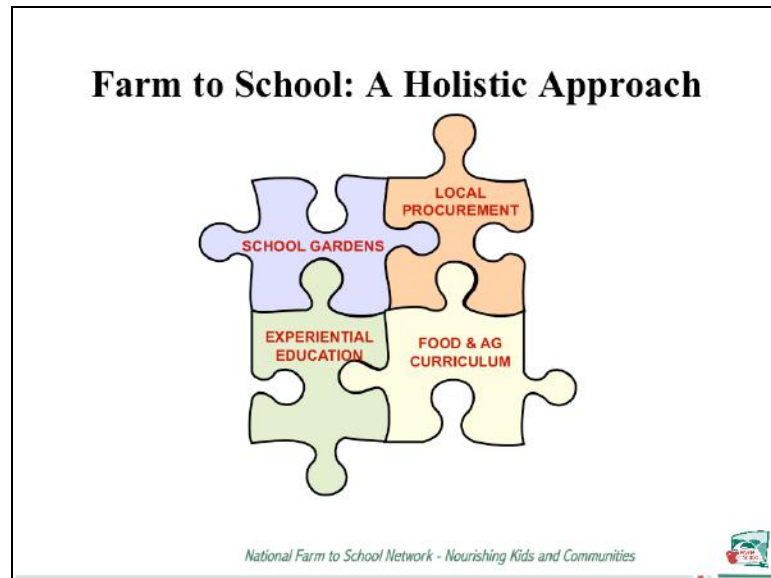 Farm to School: A Holistic Approach
LOCAL
PROCUREMENT
SCHOOL GARDENS
EXPERIENTIAL
EDUCATION
FOOD & AG
CURRICULUM
National Farm to School Network - Nourishing Kids and Communities